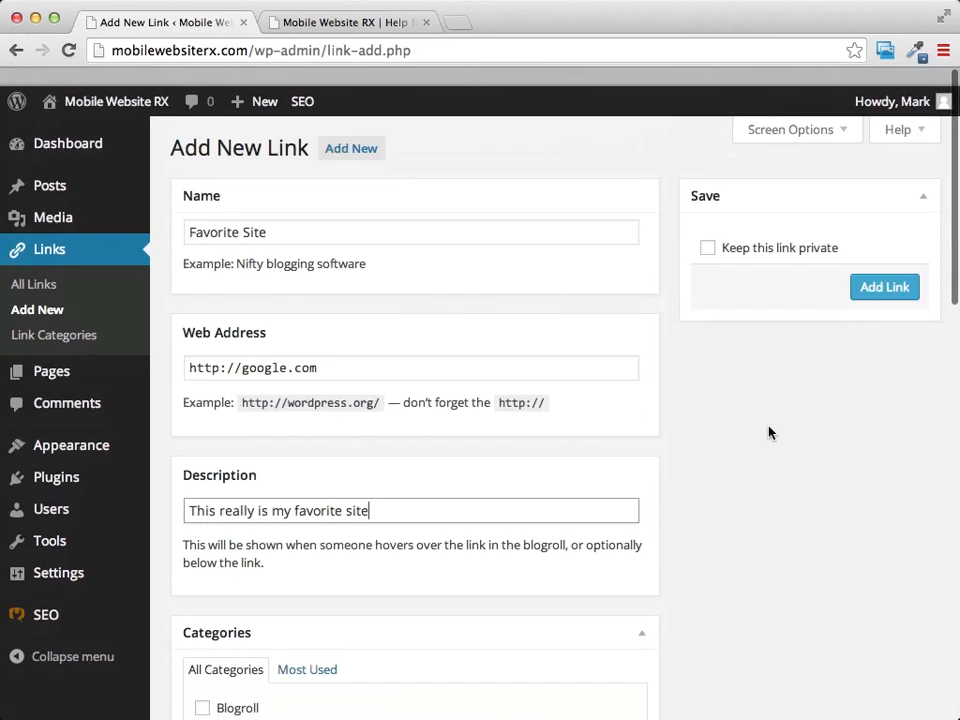 Add New Link ‹ Mobile We
Mobile Website RX | Help f
mobilewebsiterx.com/wp-admin/link-add.php
Mobile Website RX 0 New SEO Howdy, Mark
Screen Options Help
Dashboard
Posts
Media
Links
All Links
Add New
Link Categories
Pages
Comments
Appearance
Plugins
Users
Tools
Settings
SEO
Collapse menu
Add New Link Add New
Name
Favorite Site
Example: Nifty blogging software
Web Address
http://google.com
Example: http://wordpress.org/ — don’t forget the http://
Description
This really is my favorite site
This will be shown when someone hovers over the link in the blogroll, or optionally
below the link.
Categories
All Categories Most Used
Blogroll
Save
Keep this link private
Add Link